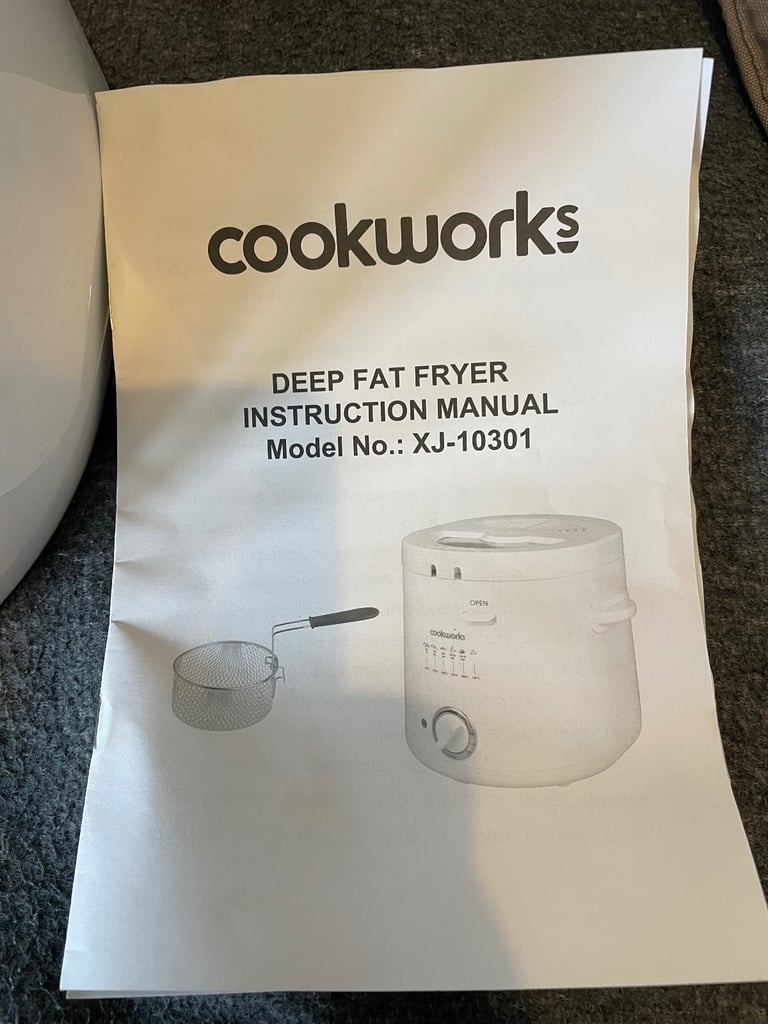 cookworks
DEEP FAT FRYER
INSTRUCTION MANUAL
Model No.: XJ-10301
OPEN
cookworks